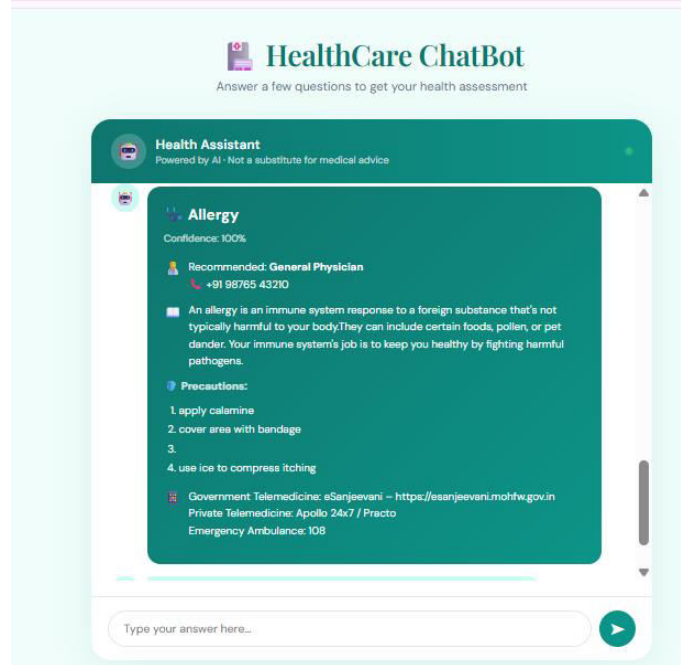 HealthCare ChatBot
Answer a few questions to get your health assessment
Health Assistant
Powered by AI · Not a substitute for medical advice
Allergy
Confidence: 100%
Recommended: General Physician
+91 98765 43210
An allergy is an immune system response to a foreign substance that's not
typically harmful to your body.They can include certain foods, pollen, or pet
dander. Your immune system's job is to keep you healthy by fighting harmful
pathogens.
Precautions:
1. apply calamine
2. cover area with bandage
3.
4. use ice to compress itching
Government Telemedicine: eSanjeevani – https://esanjeevani.mohfw.gov.in
Private Telemedicine: Apollo 24x7 / Practo
Emergency Ambulance: 108
Type your answer here...